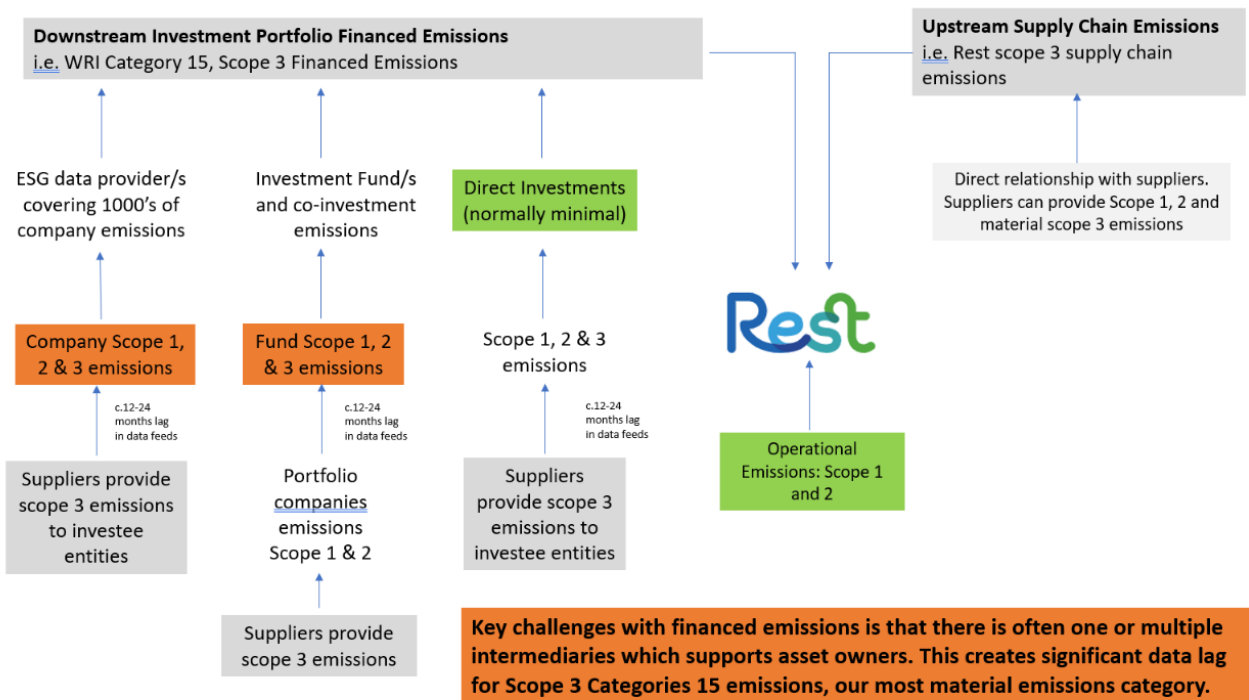 Downstream Investment Portfolio Financed Emissions
i.e. WRI Category 15, Scope 3 Financed Emissions
Upstream Supply Chain Emissions
i.e. Rest scope 3 supply chain
emissions
ESG data provider/s
covering 1000's of
company emissions
Investment Fund/s
and co-investment
emissions
Direct Investments
(normally minimal)
Direct relationship with suppliers.
Suppliers can provide Scope 1, 2 and
material scope 3 emissions
Company Scope 1,
2 & 3 emissions
Fund Scope 1, 2
& 3 emissions
Scope 1, 2 & 3
emissions
Rest
c.12-24
months lag
in data feeds
c.12-24
months lag
in data feeds
c.12-24
months lag
in data feeds
Suppliers provide
scope 3 emissions
to investee
entities
Portfolio
companies
emissions
Scope 1 & 2
Suppliers
provide scope 3
emissions to
investee entities
Operational
Emissions: Scope 1
and 2
Suppliers provide
scope 3 emissions
Key challenges with financed emissions is that there is often one or multiple
intermediaries which supports asset owners. This creates significant data lag
for Scope 3 Categories 15 emissions, our most material emissions category.